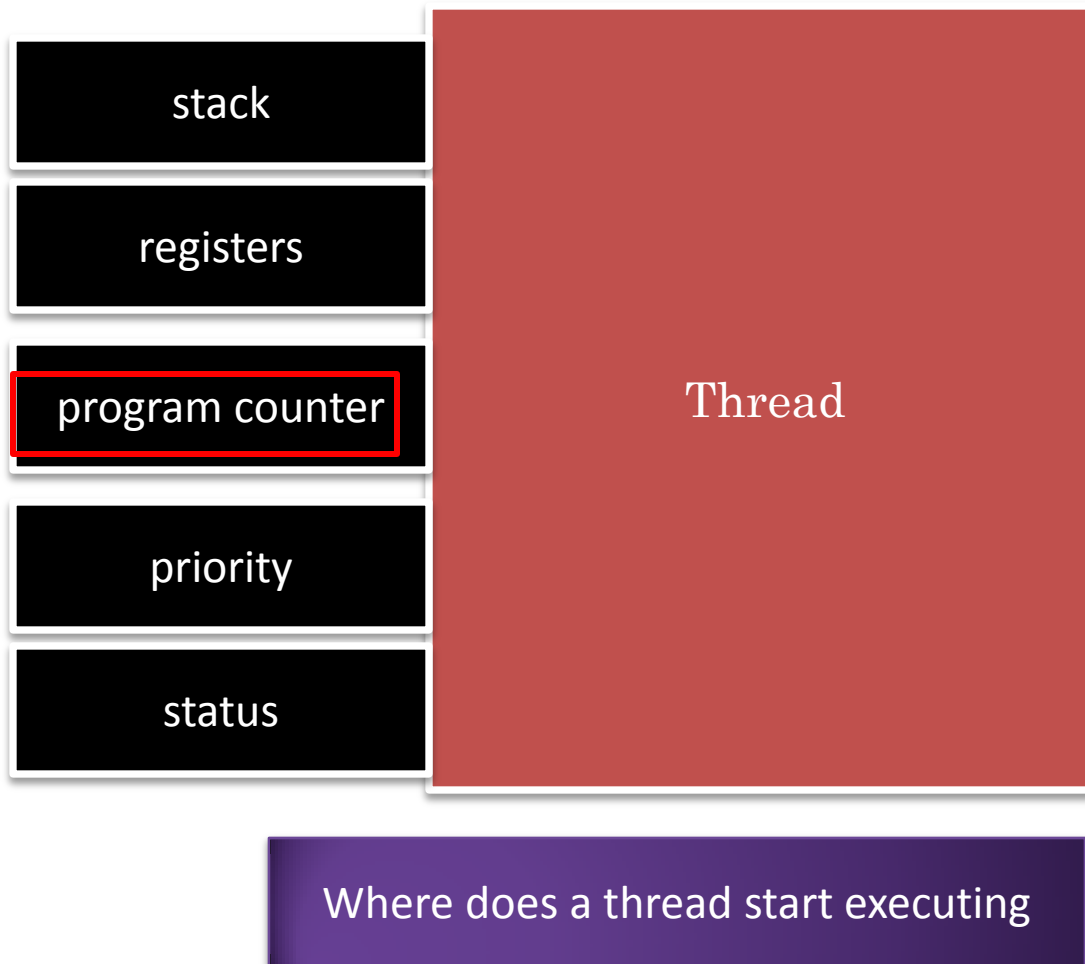 stack
registers
program counter
priority
status
Thread
Where does a thread start executing